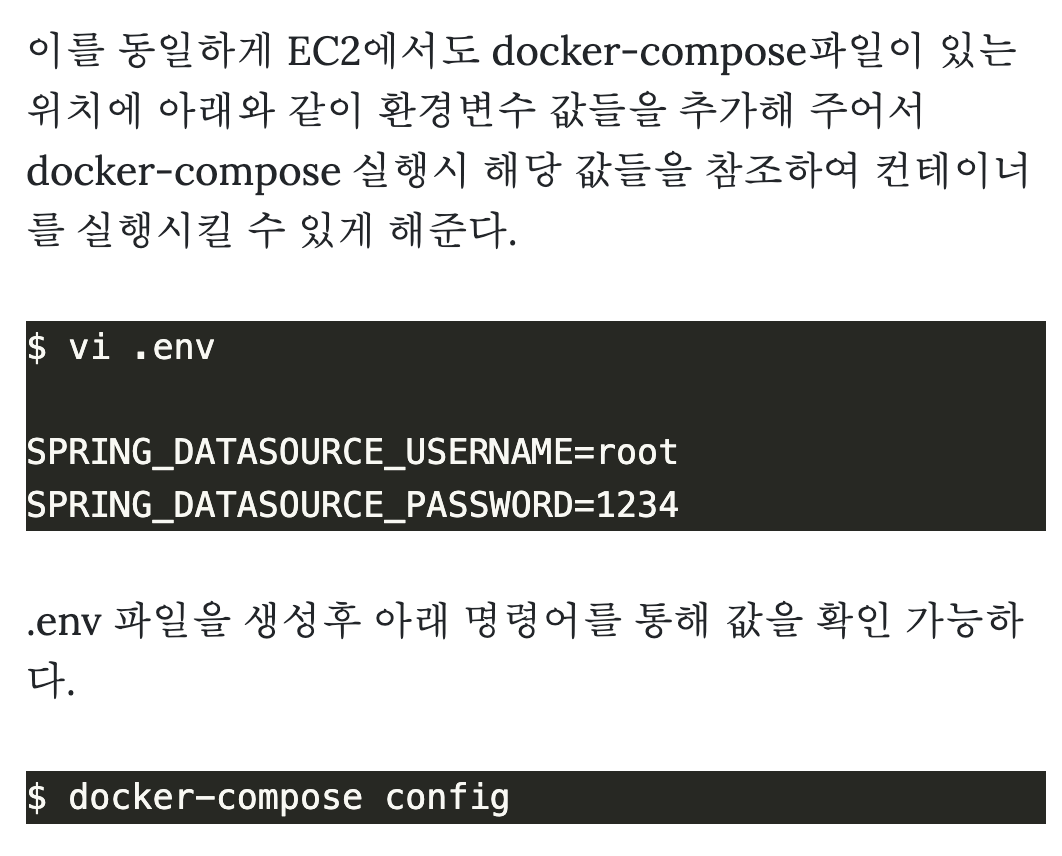 이를 동일하게 EC2에서도 docker-compose파일이 있는
위치에 아래와 같이 환경변수 값들을 추가해 주어서
docker-compose 실행시 해당 값들을 참조하여 컨테이너
를 실행시킬 수 있게 해준다.
$ vi .env
SPRING_DATASOURCE_USERNAME=root
SPRING_DATASOURCE_PASSWORD=1234
.env 파일을 생성후 아래 명령어를 통해 값을 확인 가능하
다.
$ docker-compose config